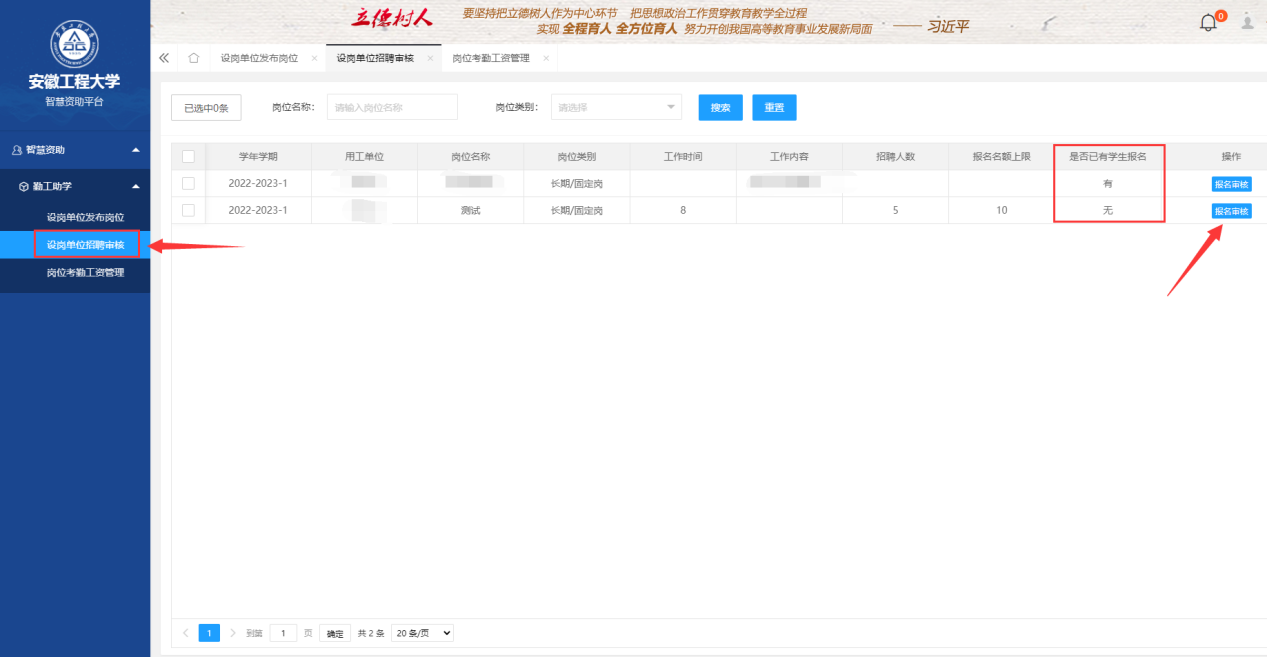 立德树人
要坚持把立德树人作为中心环节 把思想政治工作贯穿教育教学全过程
实现 全程育人 全方位育人 努力开创我国高等教育事业发展新局面 —— 习近平
0
安徽工程大学
智慧资助平台
智慧资助
勤工助学
设岗单位发布岗位
设岗单位招聘审核
岗位考勤工资管理
设岗单位发布岗位 × 设岗单位招聘审核 × 岗位考勤工资管理 ×
已选中0条 岗位名称: 请输入岗位名称 岗位类别: 请选择 搜索 重置
学年学期 用工单位 岗位名称 岗位类别 工作时间 工作内容 招聘人数 报名名额上限 是否已有学生报名 操作
2022-2023-1 长期/固定岗 有 报名审核
2022-2023-1 测试 长期/固定岗 8 5 10 无 报名审核
1 到第 1 页 确定 共 2 条 20 条/页